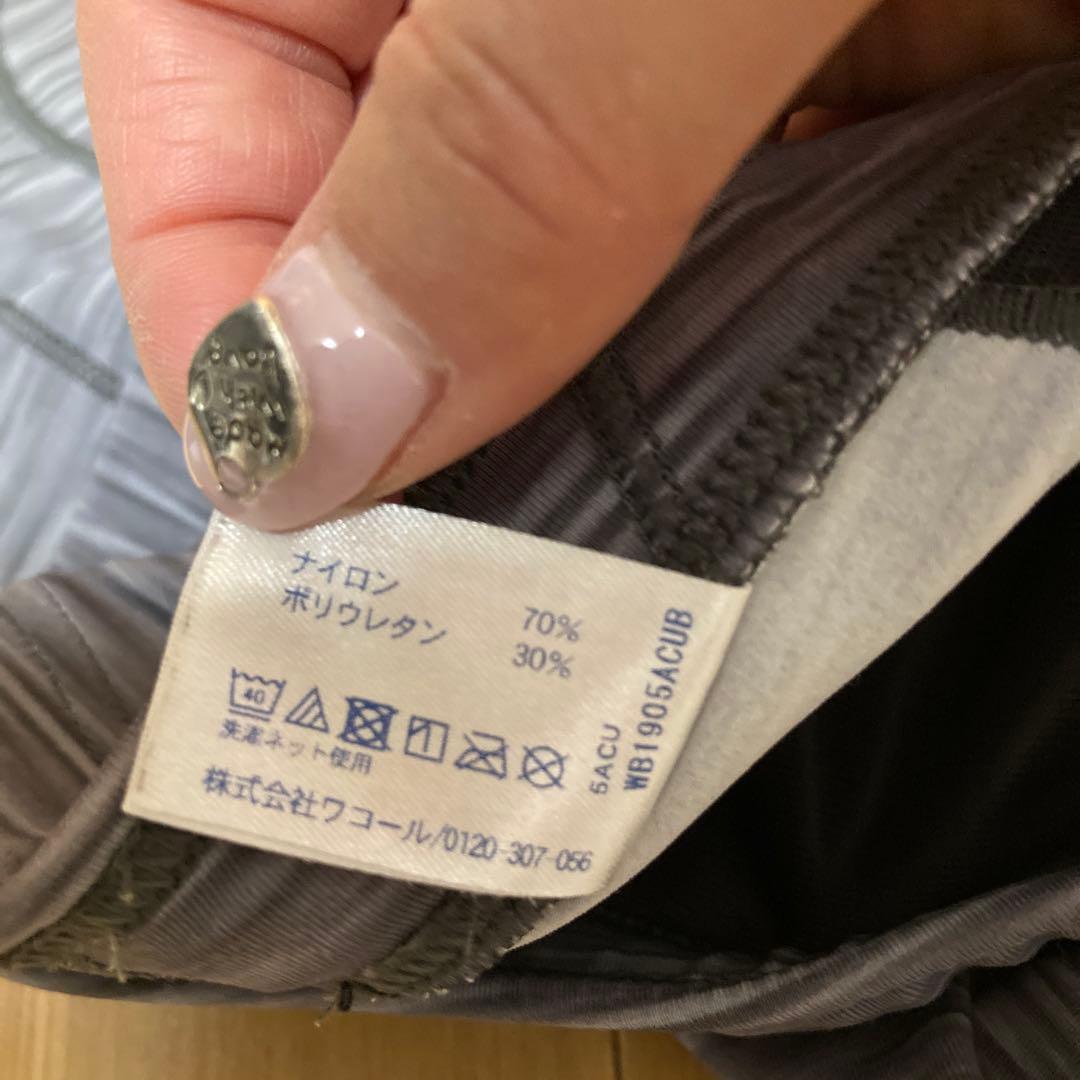 ナイロン 70%
ポリウレタン 30%
40
洗濯ネット使用
株式会社ワコール/0120-307-056
5ACU
WB1905ACUB